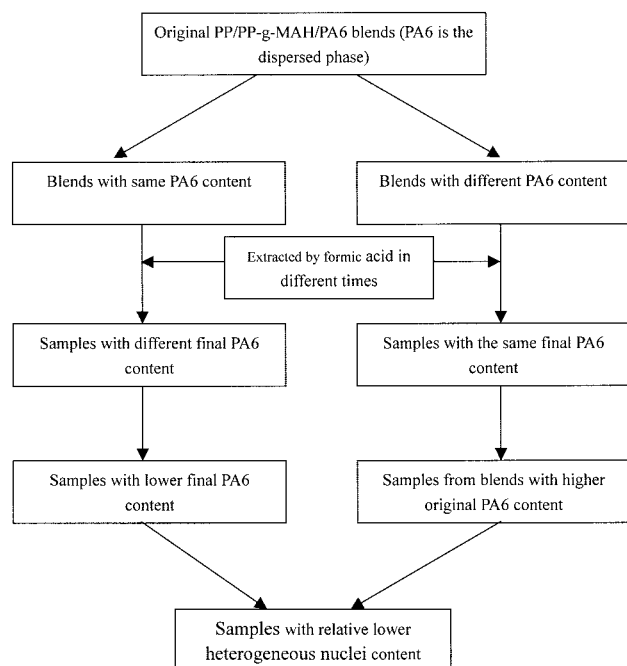 Original PP/PP-g-MAH/PA6 blends (PA6 is the
dispersed phase)
Blends with same PA6 content
Blends with different PA6 content
Extracted by formic acid in
different times
Samples with different final PA6
content
Samples with the same final PA6
content
Samples with lower final PA6
content
Samples from blends with higher
original PA6 content
Samples with relative lower
heterogeneous nuclei content